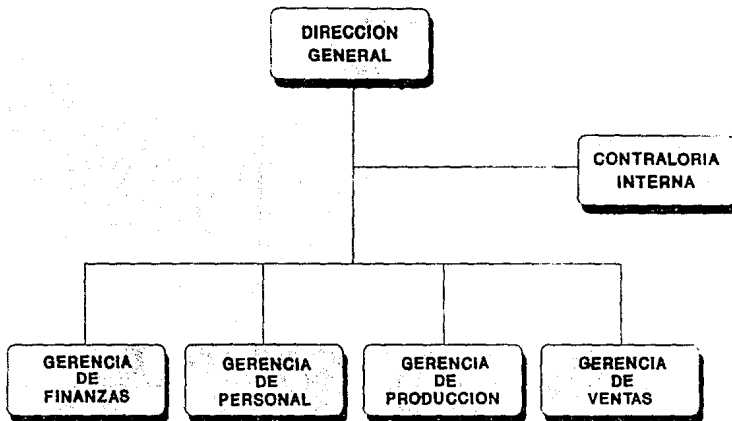 DIRECCION
GENERAL
CONTRALORIA
INTERNA
GERENCIA
DE
FINANZAS
GERENCIA
DE
PERSONAL
GERENCIA
DE
PRODUCCION
GERENCIA
DE
VENTAS